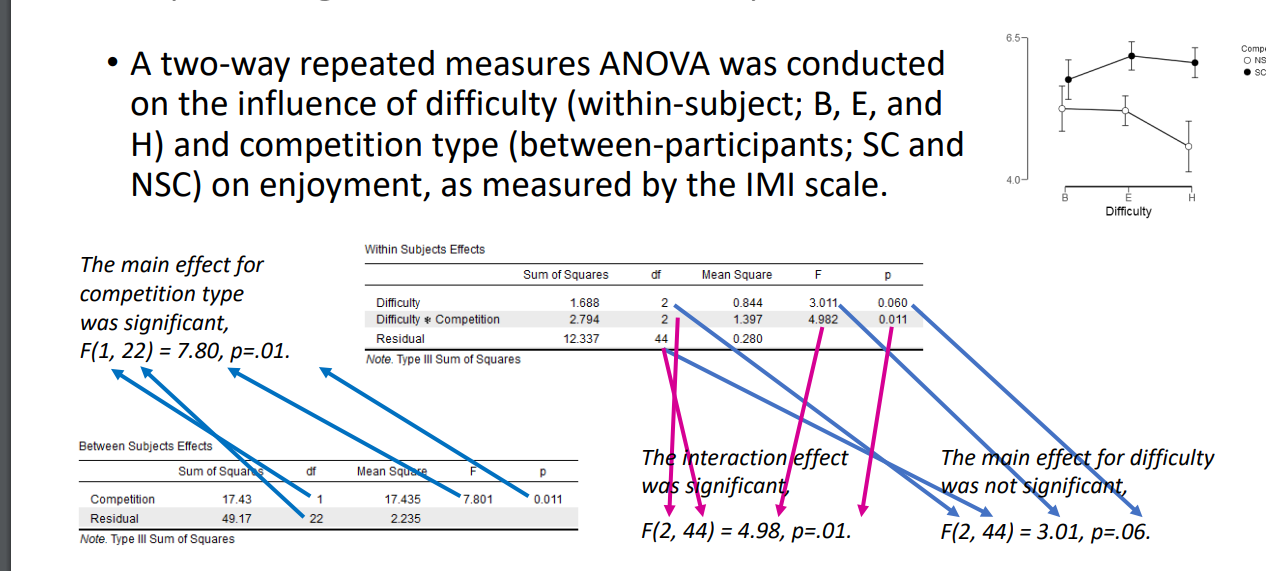 • A two-way repeated measures ANOVA was conducted
on the influence of difficulty (within-subject; B, E, and
H) and competition type (between-participants; SC and
NSC) on enjoyment, as measured by the IMI scale.
6.5
4.0
B E H
Difficulty
NS
SC
The main effect for
competition type
was significant,
F(1, 22) = 7.80, p=.01.
Within Subjects Effects
Sum of Squares df Mean Square F p
Difficulty 1.688 2 0.844 3.011 0.060
Difficulty ✻ Competition 2.794 2 1.397 4.982 0.011
Residual 12.337 44 0.280
Note. Type III Sum of Squares
Between Subjects Effects
Sum of Squares df Mean Square F p
Competition 17.43 1 17.435 7.801 0.011
Residual 49.17 22 2.235
Note. Type III Sum of Squares
The interaction effect
was significant,
F(2, 44) = 4.98, p=.01.
The main effect for difficulty
was not significant,
F(2, 44) = 3.01, p=.06.